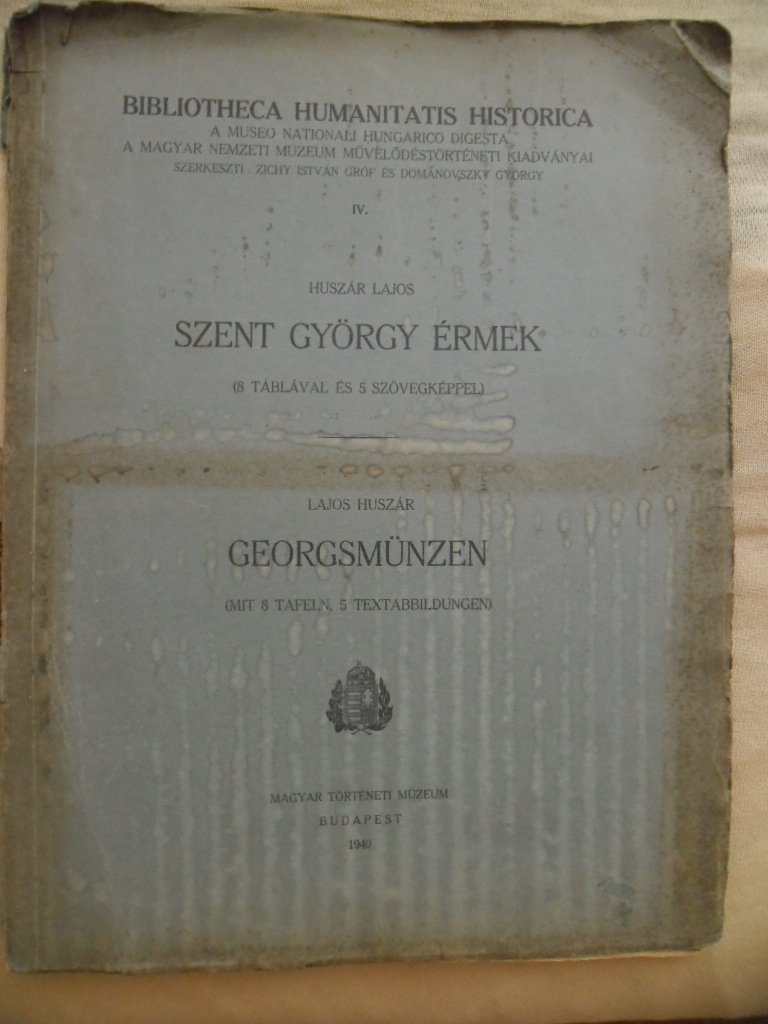 BIBLIOTHECA HUMANITATIS HISTORICA
A MUSEO NATIONALI HUNGARICO DIGESTA
A MAGYAR NEMZETI MÚZEUM MŰVELŐDÉSTÖRTÉNETI KIADVÁNYAI
SZERKESZTI: ZICHY ISTVÁN GRÓF ÉS DOMANOVSZKY GYÖRGY
IV.
HUSZÁR LAJOS
SZENT GYÖRGY ÉRMEK
(8 TÁBLÁVAL ÉS 5 SZÖVEGKÉPPEL)
LAJOS HUSZÁR
GEORGSMÜNZEN
(MIT 8 TAFELN, 5 TEXTABBILDUNGEN)
MAGYAR TÖRTÉNETI MÚZEUM
BUDAPEST
1940